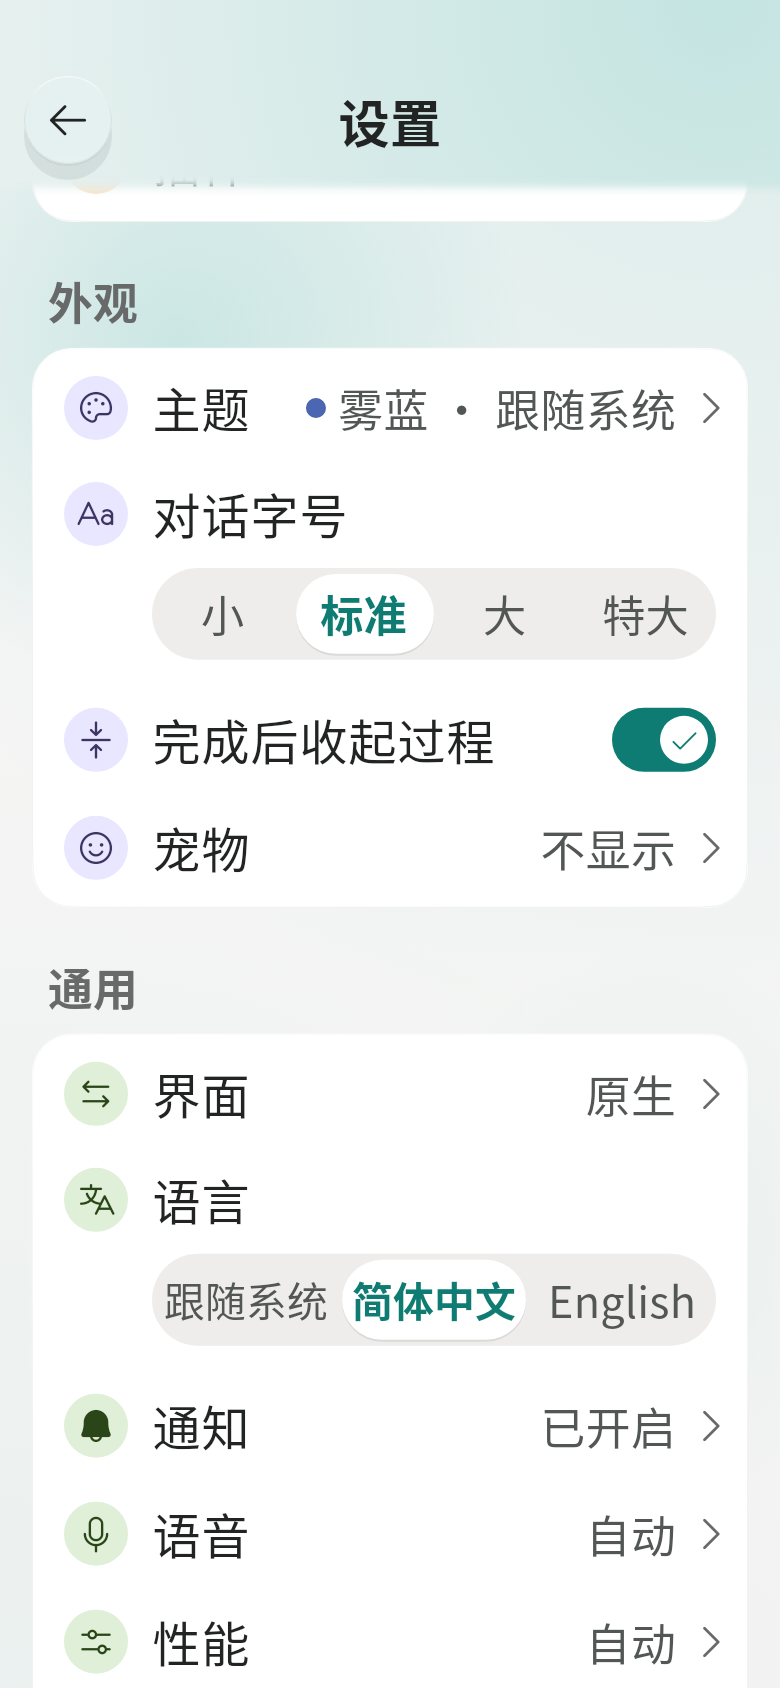 设置
外观
主题 雾蓝 · 跟随系统
Aa 对话字号
小 标准 大 特大
完成后收起过程
宠物 不显示
通用
界面 原生
文A 语言
跟随系统 简体中文 English
通知 已开启
语音 自动
性能 自动